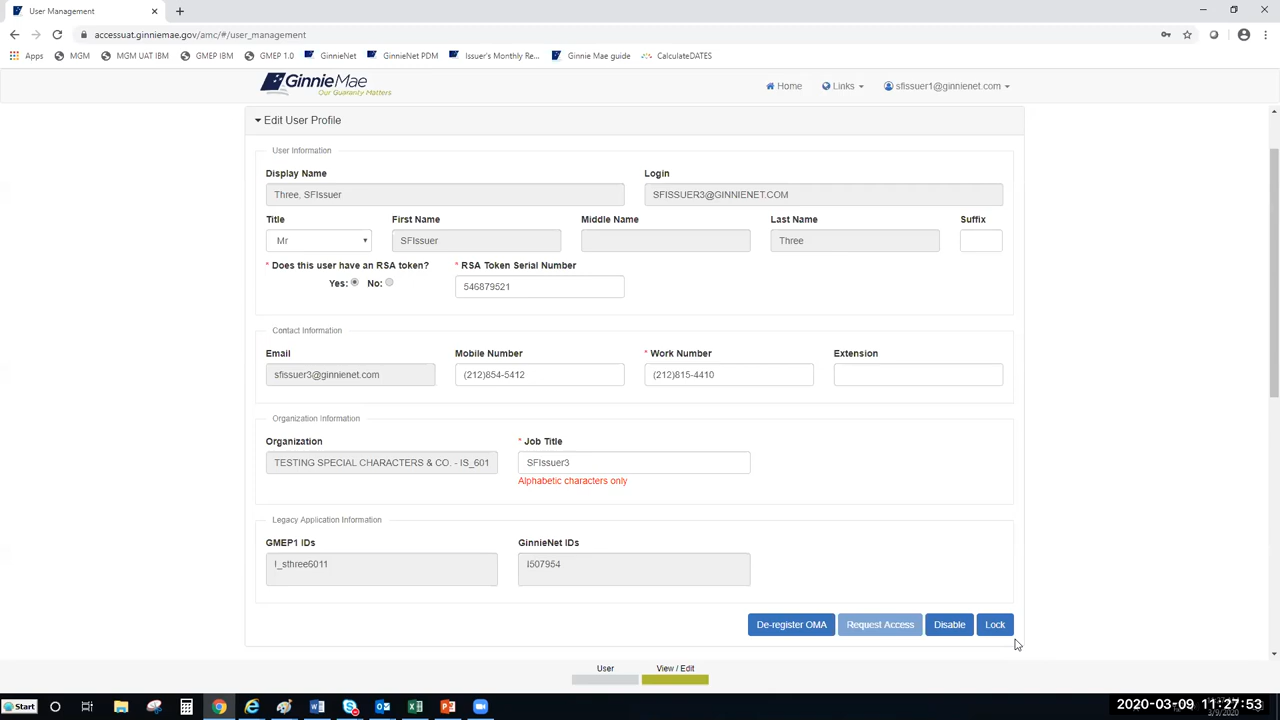 User Management
accessuat.ginniemae.gov/amc/#/user_management
Apps MGM MGM UAT IBM GMEP IBM GMEP 1.0 GinnieNet GinnieNet PDM Issuer's Monthly Re... Ginnie Mae guide CalculateDATES
GinnieMae
Our Guaranty Matters
Home Links sfissuer1@ginnienet.com
Edit User Profile
User Information
Display Name Login
Three, SFIssuer SFISSUER3@GINNIENET.COM
Title First Name Middle Name Last Name Suffix
Mr SFIssuer Three
* Does this user have an RSA token? * RSA Token Serial Number
Yes: No: 546879521
Contact Information
Email Mobile Number * Work Number Extension
sfissuer3@ginnienet.com (212)854-5412 (212)815-4410
Organization Information
Organization * Job Title
TESTING SPECIAL CHARACTERS & CO. - IS_601 SFIssuer3
Alphabetic characters only
Legacy Application Information
GMEP1 IDs GinnieNet IDs
I_sthree6011 I507954
De-register OMA Request Access Disable Lock
User View / Edit
Start 2020-03-09 11:27:53
3/9/2020